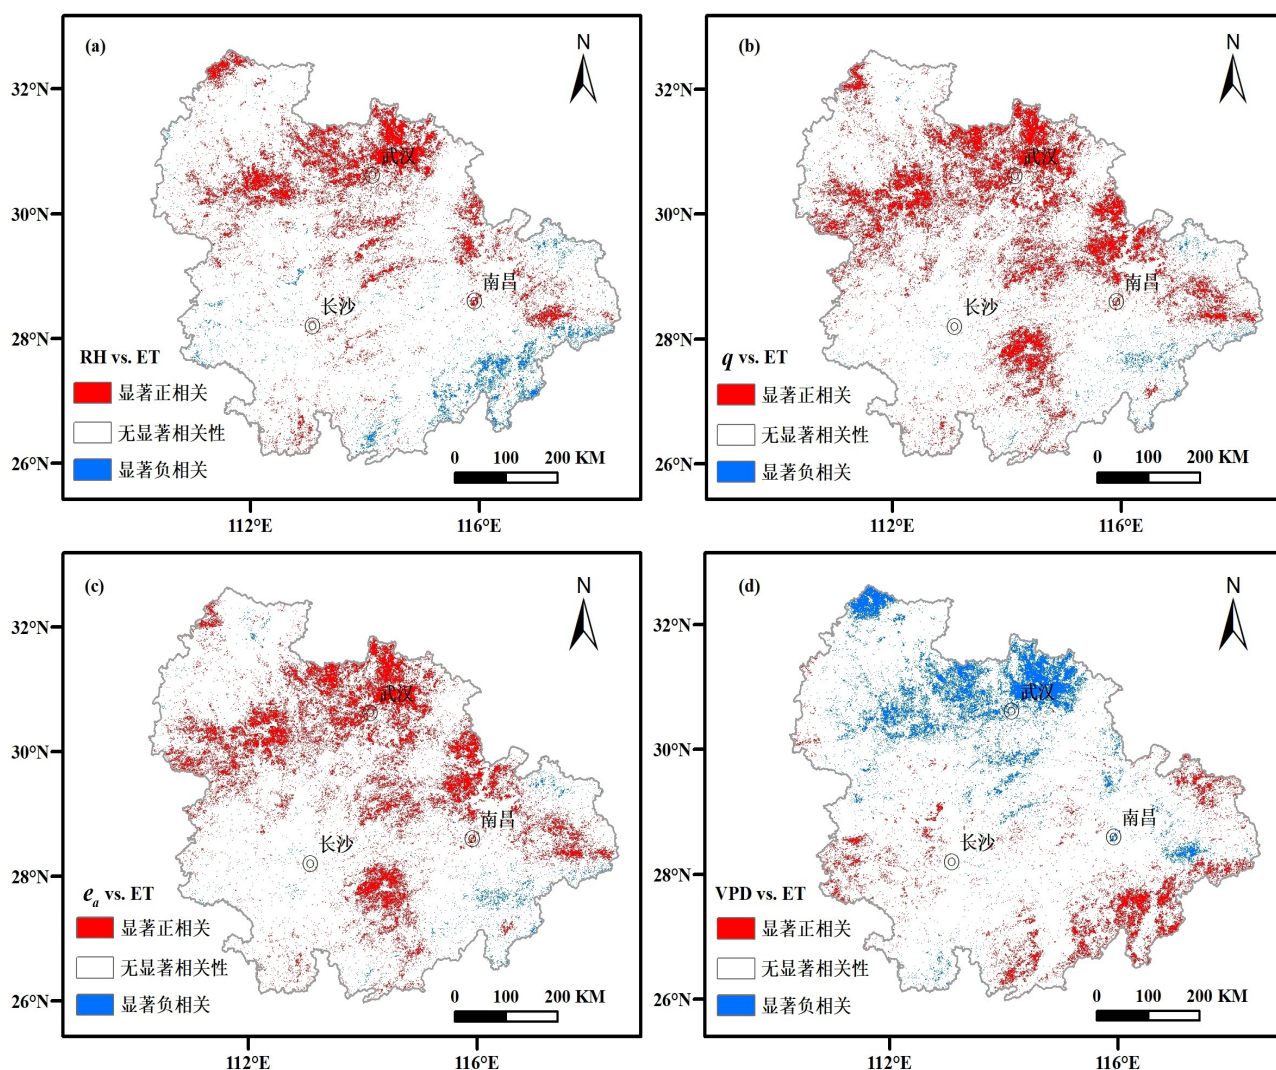 (a)
N
32°N
30°N
28°N
26°N
武汉
南昌
长沙
RH vs. ET
显著正相关
无显著相关性
显著负相关
0 100 200 KM
112°E 116°E
(b)
N
32°N
30°N
28°N
26°N
武汉
南昌
长沙
q vs. ET
显著正相关
无显著相关性
显著负相关
0 100 200 KM
112°E 116°E
(c)
N
32°N
30°N
28°N
26°N
武汉
南昌
长沙
eₐ vs. ET
显著正相关
无显著相关性
显著负相关
0 100 200 KM
112°E 116°E
(d)
N
32°N
30°N
28°N
26°N
武汉
南昌
长沙
VPD vs. ET
显著正相关
无显著相关性
显著负相关
0 100 200 KM
112°E 116°E